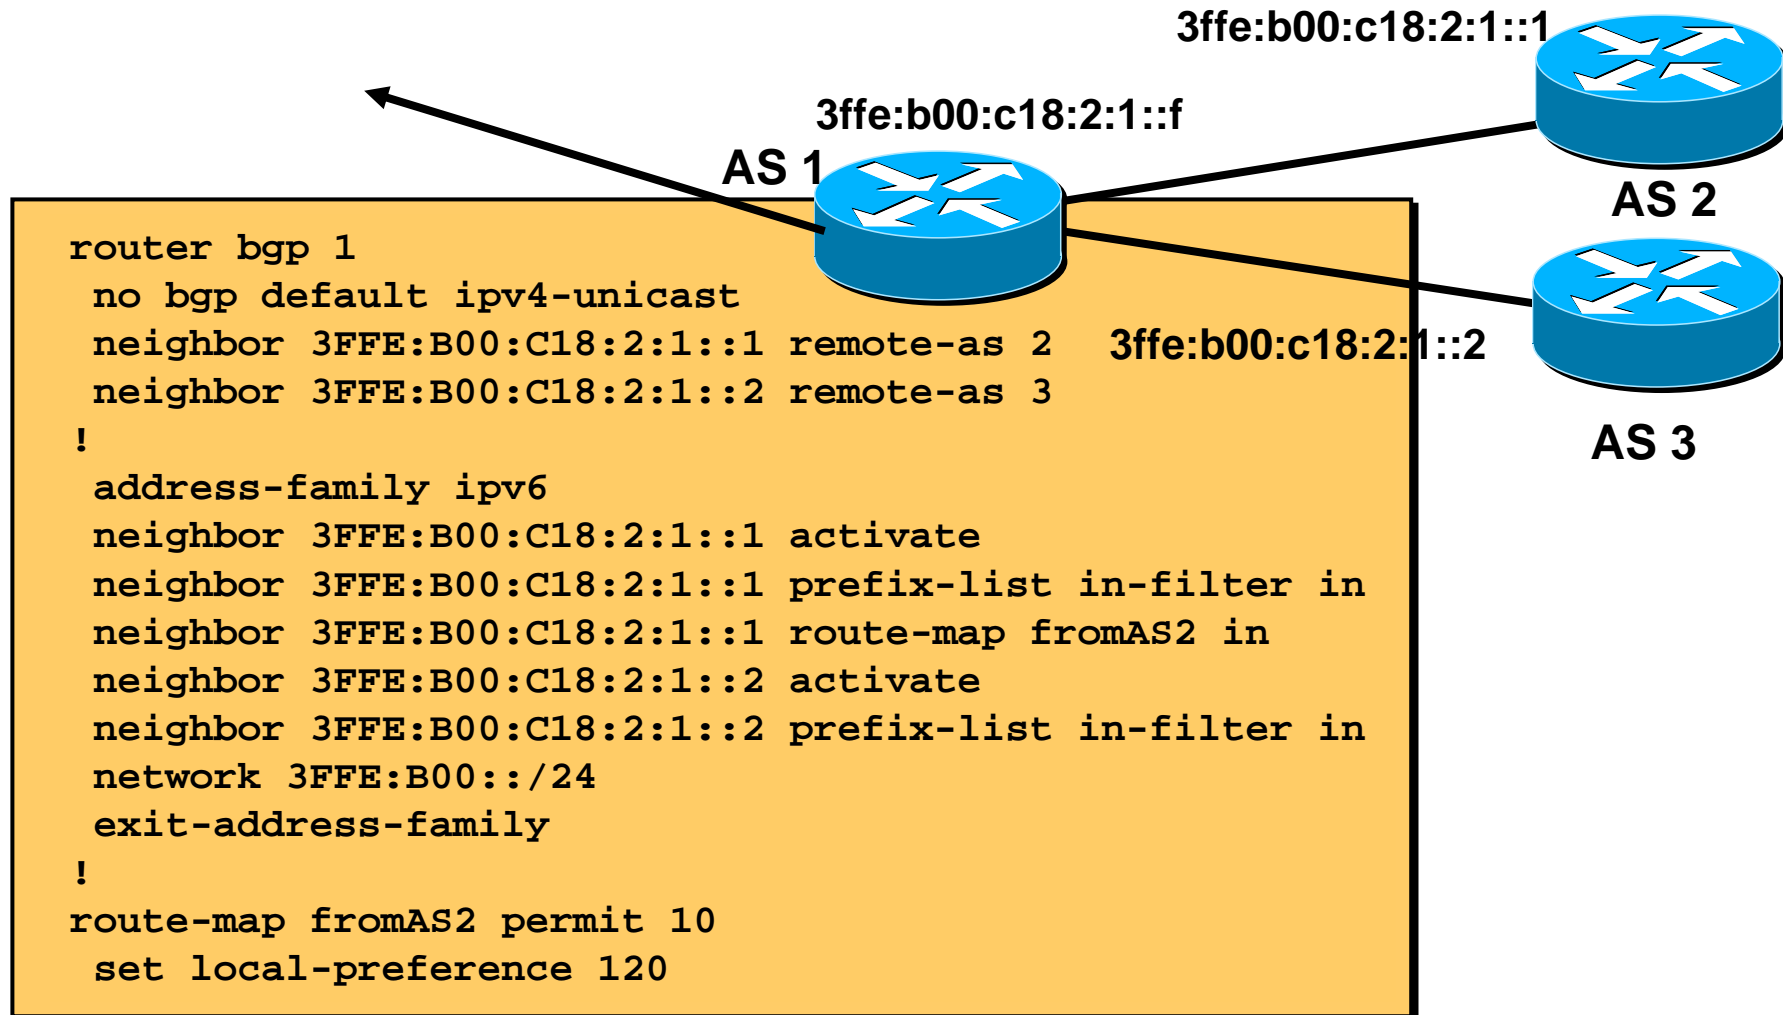 3ffe:b00:c18:2:1::1
3ffe:b00:c18:2:1::f
AS 1
AS 2
router bgp 1
no bgp default ipv4-unicast
neighbor 3FFE:B00:C18:2:1::1 remote-as 2
3ffe:b00:c18:2:1::2
neighbor 3FFE:B00:C18:2:1::2 remote-as 3
!
AS 3
address-family ipv6
neighbor 3FFE:B00:C18:2:1::1 activate
neighbor 3FFE:B00:C18:2:1::1 prefix-list in-filter in
neighbor 3FFE:B00:C18:2:1::1 route-map fromAS2 in
neighbor 3FFE:B00:C18:2:1::2 activate
neighbor 3FFE:B00:C18:2:1::2 prefix-list in-filter in
network 3FFE:B00::/24
exit-address-family
!
route-map fromAS2 permit 10
set local-preference 120